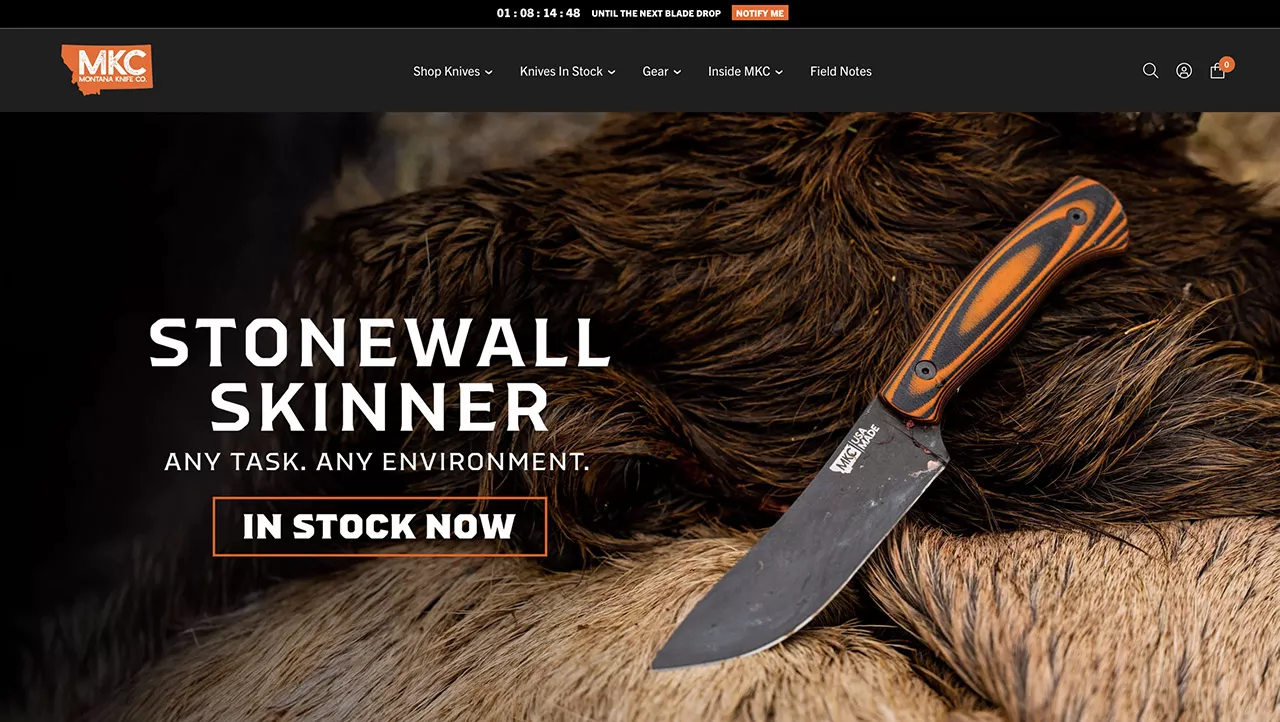 01 : 08 : 14 : 48 UNTIL THE NEXT BLADE DROP NOTIFY ME
MKC
MONTANA KNIFE CO.
Shop Knives Knives In Stock Gear Inside MKC Field Notes
0
STONEWALL
SKINNER
ANY TASK. ANY ENVIRONMENT.
IN STOCK NOW
MKC USA
MADE